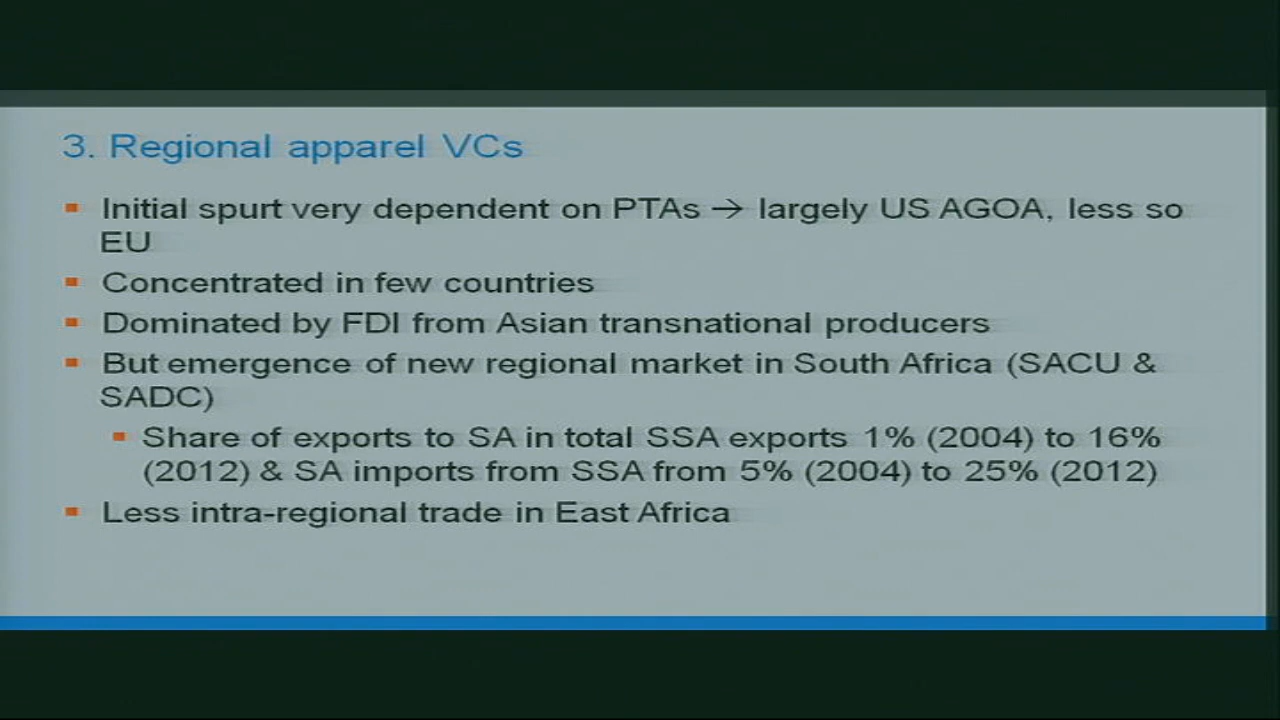 3. Regional apparel VCs
Initial spurt very dependent on PTAs → largely US AGOA, less so
EU
Concentrated in few countries
Dominated by FDI from Asian transnational producers
But emergence of new regional market in South Africa (SACU &
SADC)
Share of exports to SA in total SSA exports 1% (2004) to 16%
(2012) & SA imports from SSA from 5% (2004) to 25% (2012)
Less intra-regional trade in East Africa